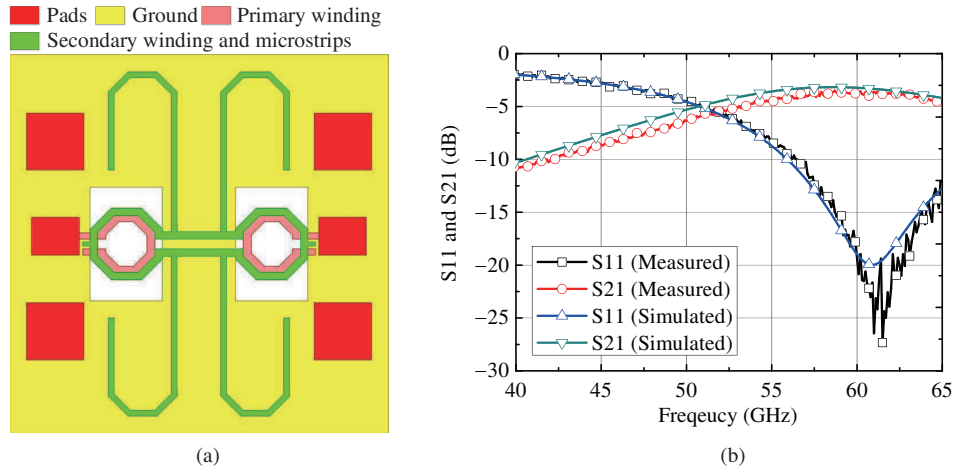 Pads Ground Primary winding
Secondary winding and microstrips
(a)
S11 and S21 (dB)
0
−5
−10
−15
−20
−25
−30
S11 (Measured)
S21 (Measured)
S11 (Simulated)
S21 (Simulated)
40 45 50 55 60 65
Freqeucy (GHz)
(b)